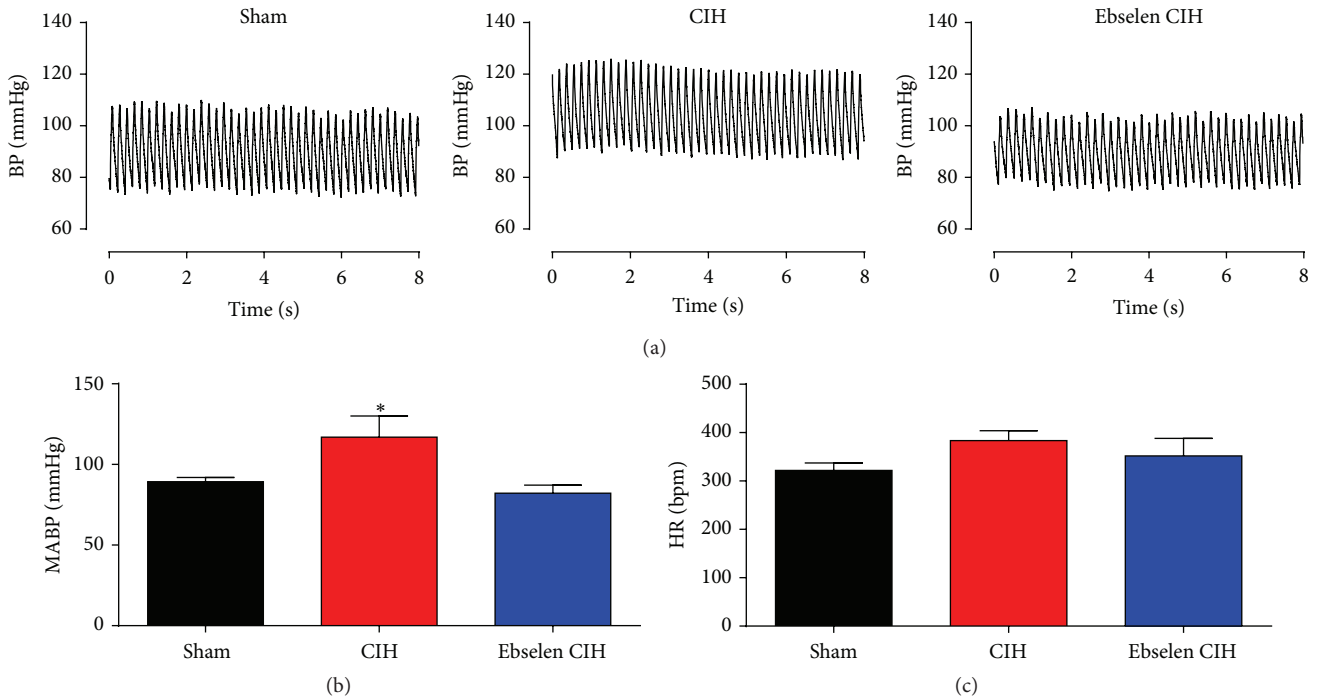 Sham
CIH
Ebselen CIH
140
120
100
80
60
BP (mmHg)
0 2 4 6 8
Time (s)
140
120
100
80
60
BP (mmHg)
0 2 4 6 8
Time (s)
140
120
100
80
60
BP (mmHg)
0 2 4 6 8
Time (s)
(a)
150
100
50
0
MABP (mmHg)
*
Sham CIH Ebselen CIH
(b)
500
400
300
200
100
0
HR (bpm)
Sham CIH Ebselen CIH
(c)